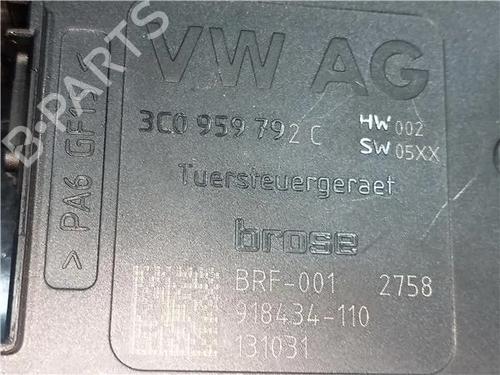 VW AG
3C0 959 792 C
HW 002
SW 05XX
Tuersteuergeraet
brose
BRF-001 2758
918434-110
131031
> PA6 GF15 <
B-PARTS